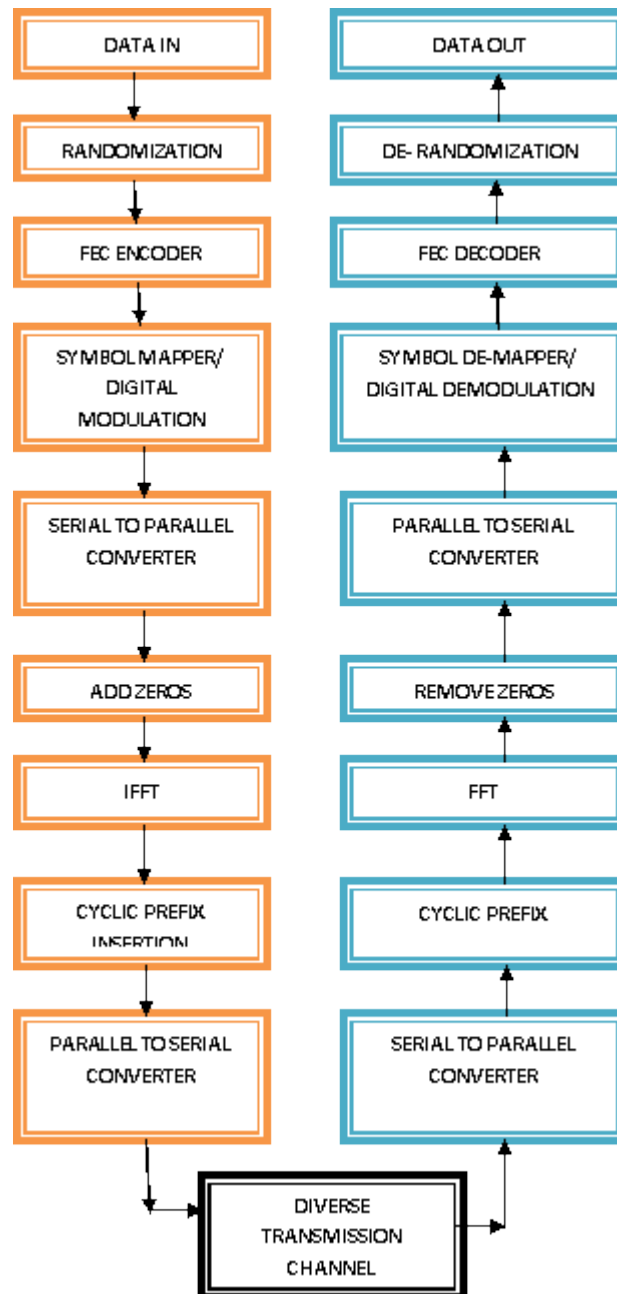 DATA IN
RANDOMIZATION
FEC ENCODER
SYMBOL MAPPER/
DIGITAL
MODULATION
SERIAL TO PARALLEL
CONVERTER
ADD ZEROS
IFFT
CYCLIC PREFIX
INSERTION
PARALLEL TO SERIAL
CONVERTER
DIVERSE
TRANSMISSION
CHANNEL
SERIAL TO PARALLEL
CONVERTER
CYCLIC PREFIX
FFT
REMOVE ZEROS
PARALLEL TO SERIAL
CONVERTER
SYMBOL DE-MAPPER/
DIGITAL DEMODULATION
FEC DECODER
DE- RANDOMIZATION
DATA OUT